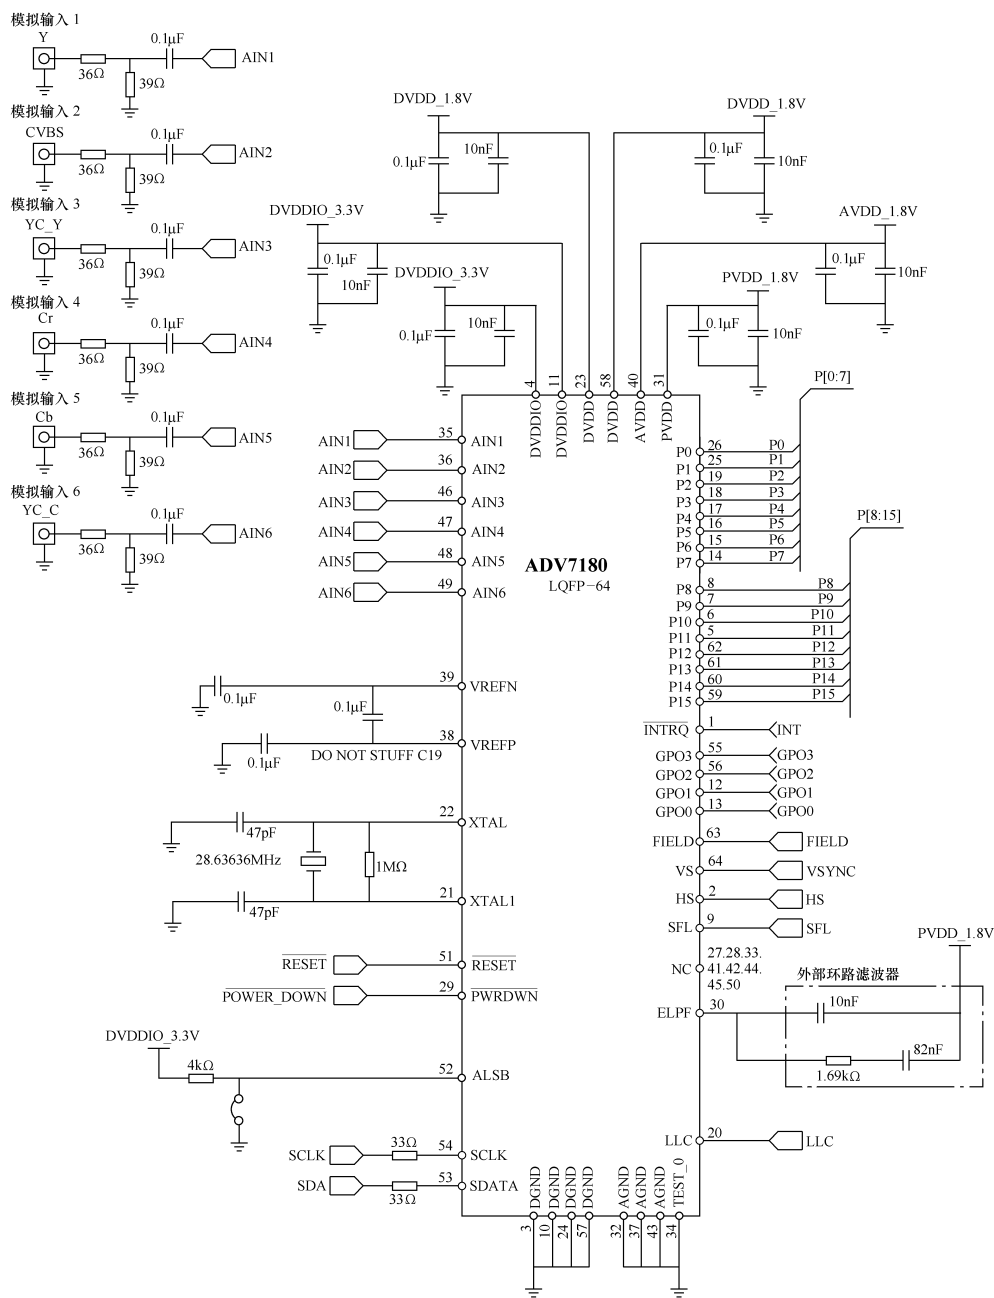 模拟输入 1
Y
0.1μF
AIN1
36Ω
39Ω
模拟输入 2
CVBS
0.1μF
AIN2
36Ω
39Ω
模拟输入 3
YC_Y
0.1μF
AIN3
36Ω
39Ω
模拟输入 4
Cr
0.1μF
AIN4
36Ω
39Ω
模拟输入 5
Cb
0.1μF
AIN5
36Ω
39Ω
模拟输入 6
YC_C
0.1μF
AIN6
36Ω
39Ω
DVDD_1.8V
0.1μF
10nF
DVDD_1.8V
0.1μF
10nF
DVDDIO_3.3V
0.1μF
10nF
DVDDIO_3.3V
0.1μF
10nF
AVDD_1.8V
0.1μF
10nF
PVDD_1.8V
0.1μF
10nF
4
11
23
58
40
31
DVDDIO
DVDDIO
DVDD
DVDD
AVDD
PVDD
P[0:7]
P[8:15]
AIN1
35
AIN1
AIN2
36
AIN2
AIN3
46
AIN3
AIN4
47
AIN4
AIN5
48
AIN5
AIN6
49
AIN6
ADV7180
LQFP-64
P0
26
P0
P1
25
P1
P2
19
P2
P3
18
P3
P4
17
P4
P5
16
P5
P6
15
P6
P7
14
P7
P8
8
P8
P9
7
P9
P10
6
P10
P11
5
P11
P12
62
P12
P13
61
P13
P14
60
P14
P15
59
P15
0.1μF
39
VREFN
0.1μF
38
VREFP
0.1μF
DO NOT STUFF C19
INTRQ
1
INT
GPO3
55
GPO3
GPO2
56
GPO2
GPO1
12
GPO1
GPO0
13
GPO0
47pF
22
XTAL
28.63636MHz
1MΩ
47pF
21
XTAL1
FIELD
63
FIELD
VS
64
VSYNC
HS
2
HS
SFL
9
SFL
RESET
51
RESET
POWER_DOWN
29
PWRDWN
NC
27.28.33.
41.42.44.
45.50
ELPF
30
PVDD_1.8V
外部环路滤波器
10nF
82nF
1.69kΩ
DVDDIO_3.3V
4kΩ
52
ALSB
SCLK
33Ω
54
SCLK
SDA
33Ω
53
SDATA
LLC
20
LLC
DGND
DGND
DGND
DGND
AGND
AGND
AGND
TEST_0
3
10
24
57
32
37
43
34